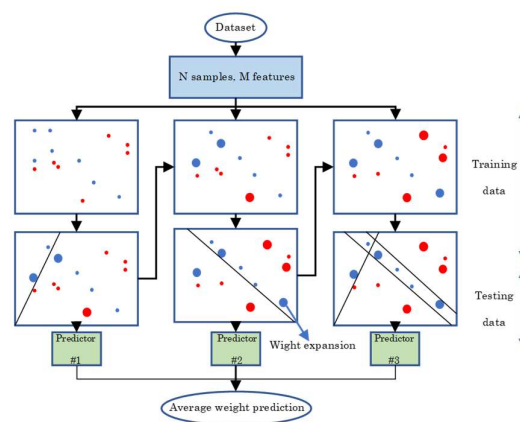 Dataset
N samples. M features
Training
data
Testing
data
Wight expansion
Predictor
#1
Predictor
#2
Predictor
#3
Average weight prediction